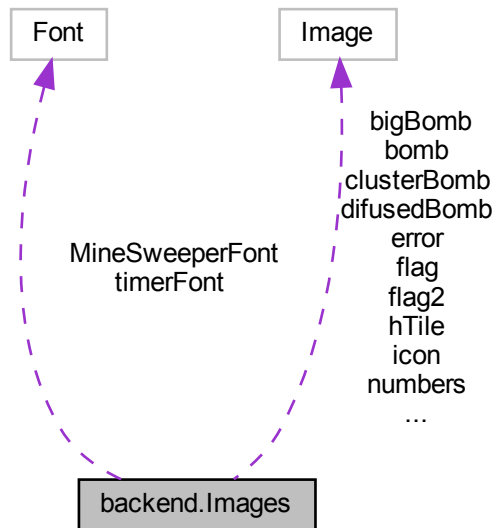 Font
Image
bigBomb
bomb
clusterBomb
difusedBomb
error
flag
flag2
hTile
icon
numbers
...
MineSweeperFont
timerFont
backend.Images